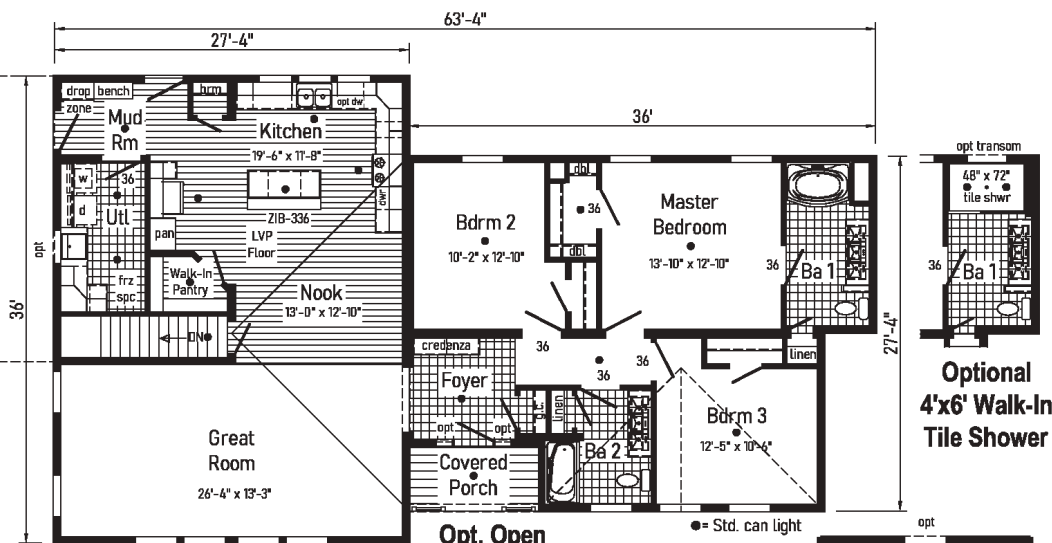 63'-4"
27'-4"
36'
36'
27'-4"
drop bench
zone
Mud
Rm
brm
opt dw
Kitchen
19'-6" x 11'-8"
w
36
d
Utl
opt
frz
spc
pan
ZIB-336
LVP
Floor
dwr
Walk-In
Pantry
Nook
13'-0" x 12'-10"
DN
Great
Room
26'-4" x 13'-3"
Bdrm 2
10'-2" x 12'-10"
dbl
36
dbl
Master
Bedroom
13'-10" x 12'-10"
36
Ba 1
credenza
Foyer
opt
opt
g.c.
linen
36
36
36
linen
Covered
Porch
Ba 2
Bdrm 3
12'-5" x 10'-6"
Opt. Open
●= Std. can light
opt transom
48" x 72"
tile shwr
36
Ba 1
Optional
4'x6' Walk-In
Tile Shower
opt